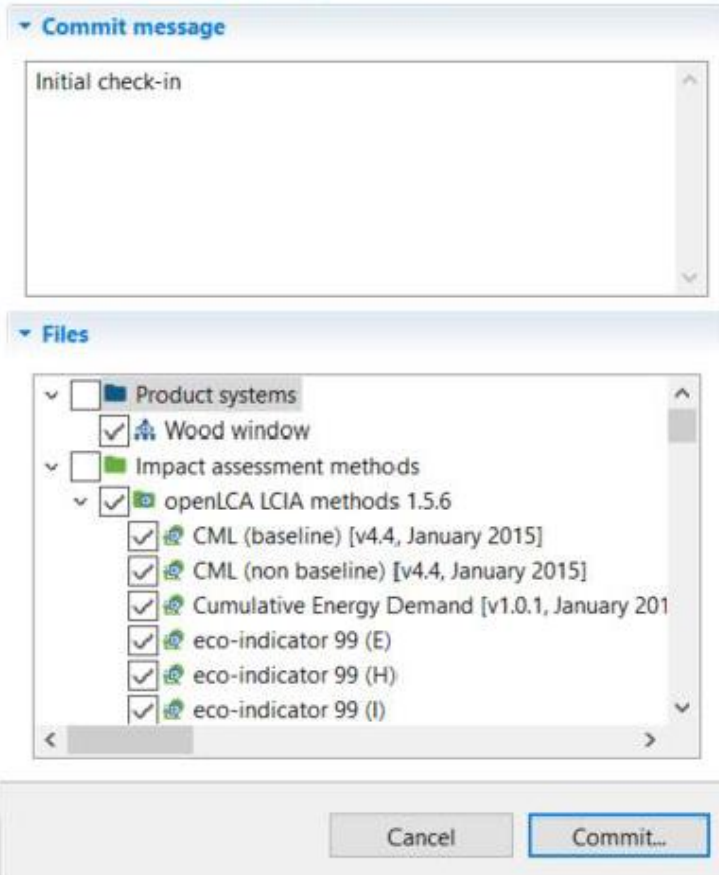 Commit message
Initial check-in
Files
Product systems
Wood window
Impact assessment methods
openLCA LCIA methods 1.5.6
CML (baseline) [v4.4, January 2015]
CML (non baseline) [v4.4, January 2015]
Cumulative Energy Demand [v1.0.1, January 201
eco-indicator 99 (E)
eco-indicator 99 (H)
eco-indicator 99 (I)
Cancel
Commit...